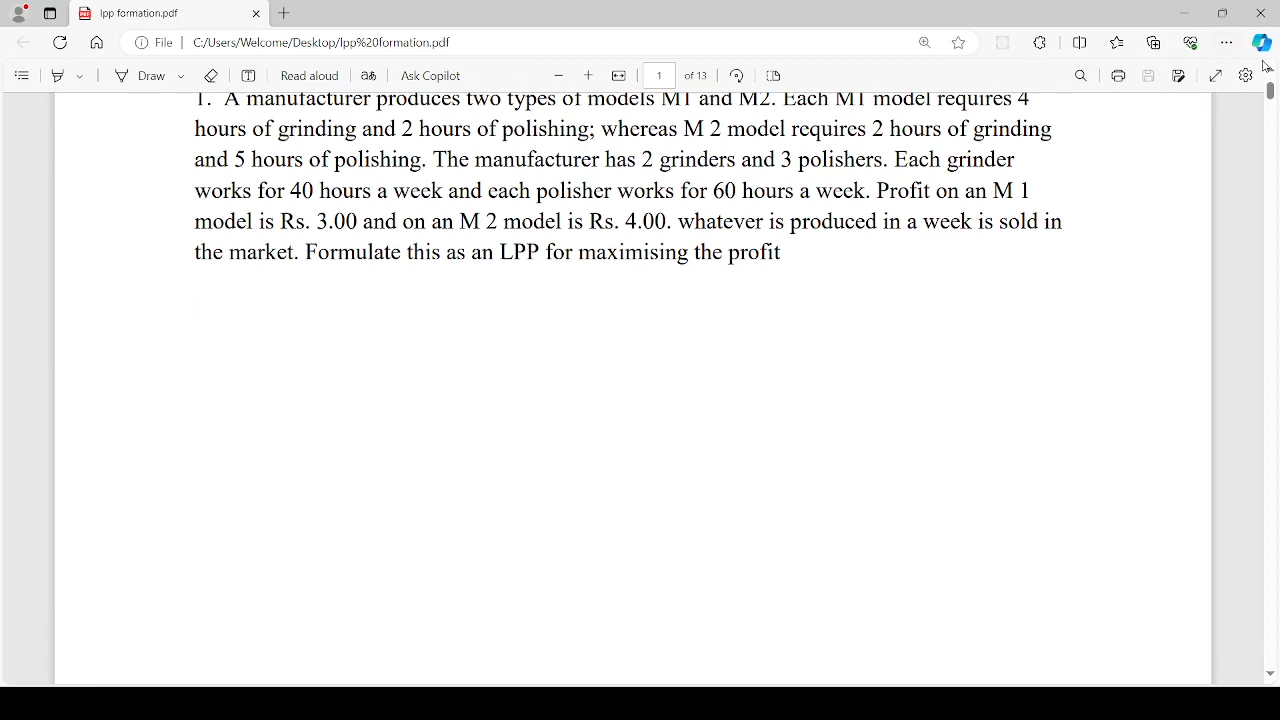 lpp formation.pdf
File C:/Users/Welcome/Desktop/lpp%20formation.pdf
Draw Read aloud Ask Copilot 1 of 13
1. A manufacturer produces two types of models M1 and M2. Each M1 model requires 4
hours of grinding and 2 hours of polishing; whereas M 2 model requires 2 hours of grinding
and 5 hours of polishing. The manufacturer has 2 grinders and 3 polishers. Each grinder
works for 40 hours a week and each polisher works for 60 hours a week. Profit on an M 1
model is Rs. 3.00 and on an M 2 model is Rs. 4.00. whatever is produced in a week is sold in
the market. Formulate this as an LPP for maximising the profit